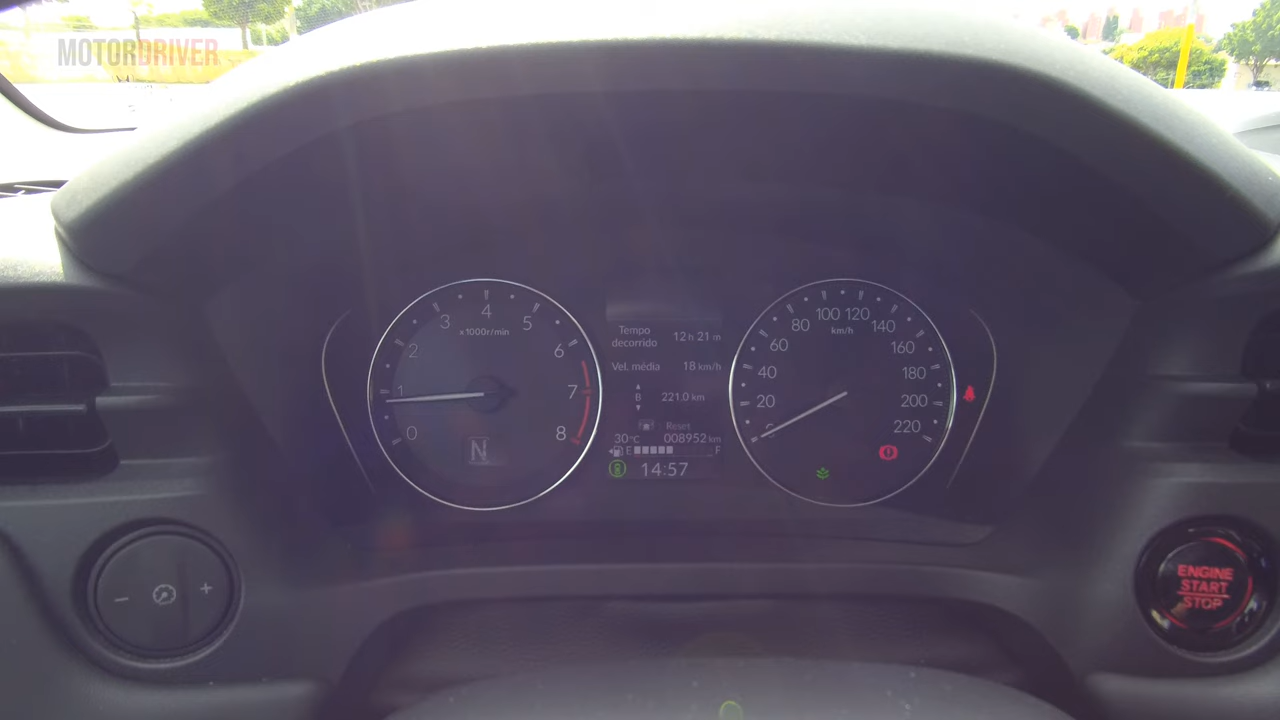 MOTORDRIVER
0
1
2
3
4
5
6
7
8
x1000r/min
N
Tempo decorrido 12 h 21 m
Vel. média 18 km/h
B 221.0 km
Reset
30°C 008952 km
E F
14:57
20
40
60
80
100
120
140
160
180
200
220
km/h
− +
ENGINE
START
STOP